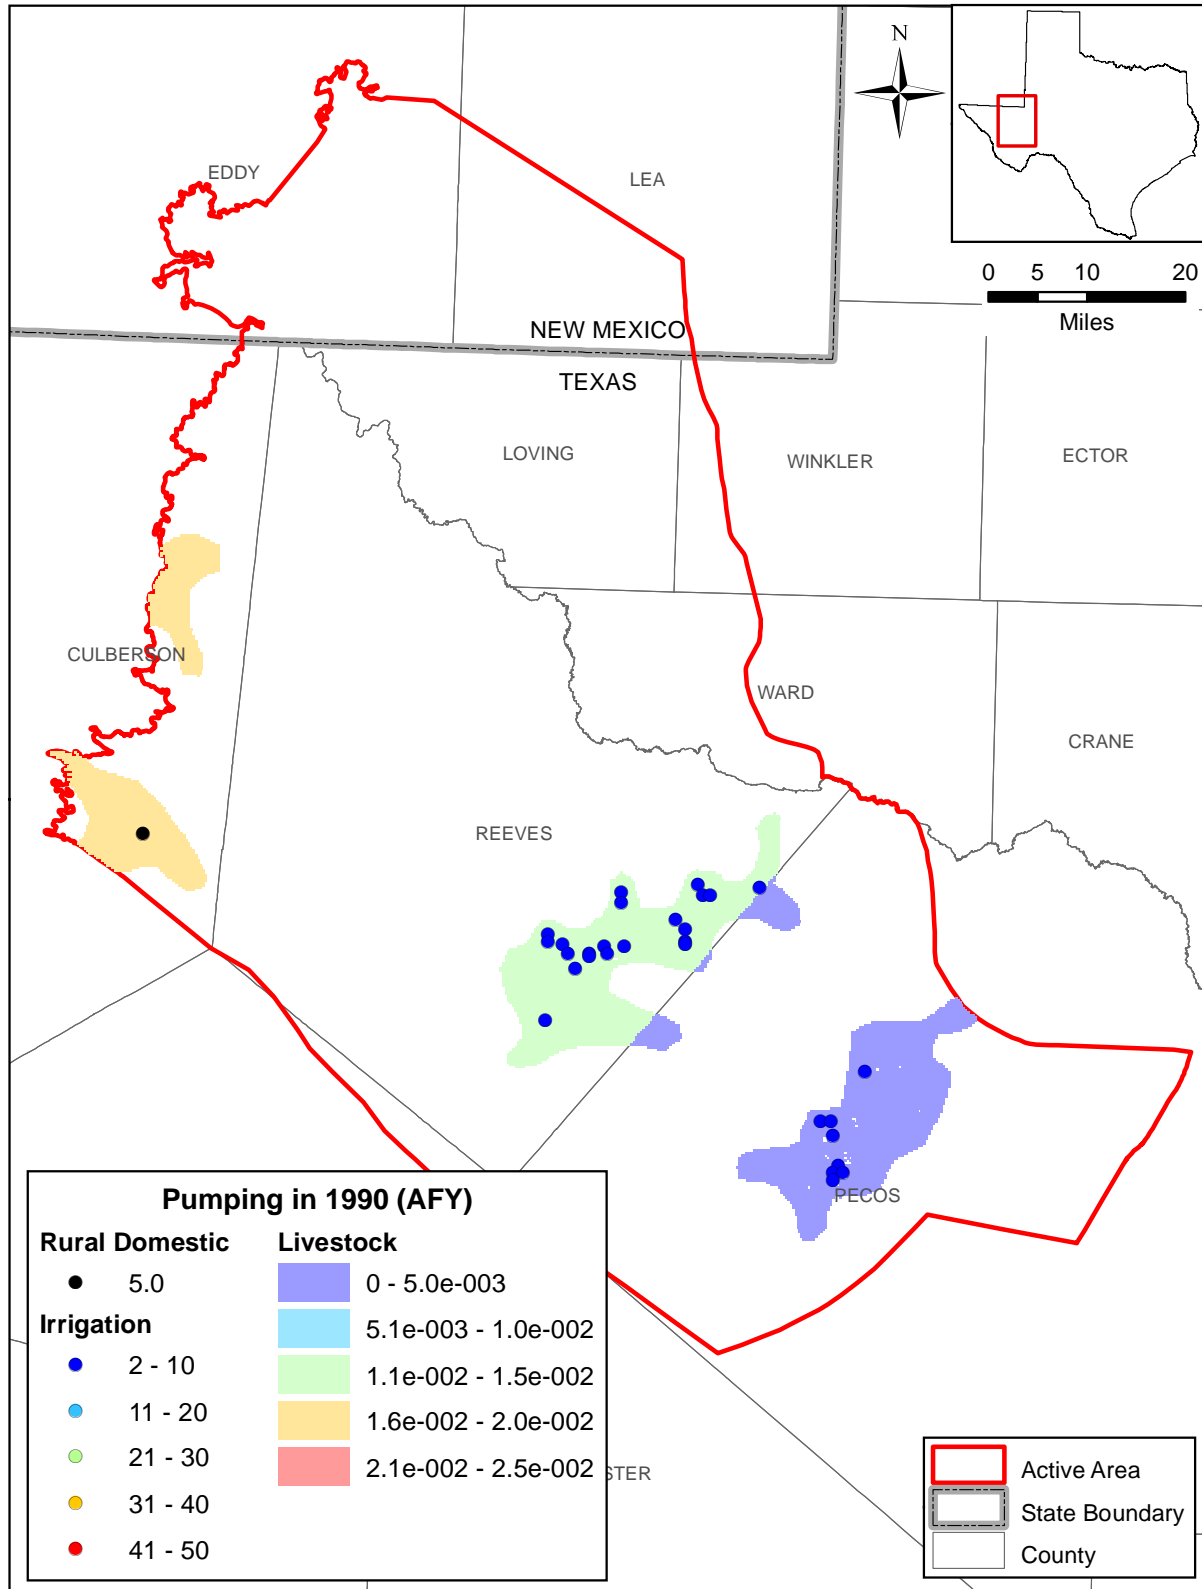 N
EDDY
LEA
0 5 10 20
Miles
NEW MEXICO
TEXAS
LOVING
WINKLER
ECTOR
CULBERSON
WARD
CRANE
REEVES
PECOS
Pumping in 1990 (AFY)
Rural Domestic
5.0
Irrigation
2 - 10
11 - 20
21 - 30
31 - 40
41 - 50
Livestock
0 - 5.0e-003
5.1e-003 - 1.0e-002
1.1e-002 - 1.5e-002
1.6e-002 - 2.0e-002
2.1e-002 - 2.5e-002
STER
Active Area
State Boundary
County